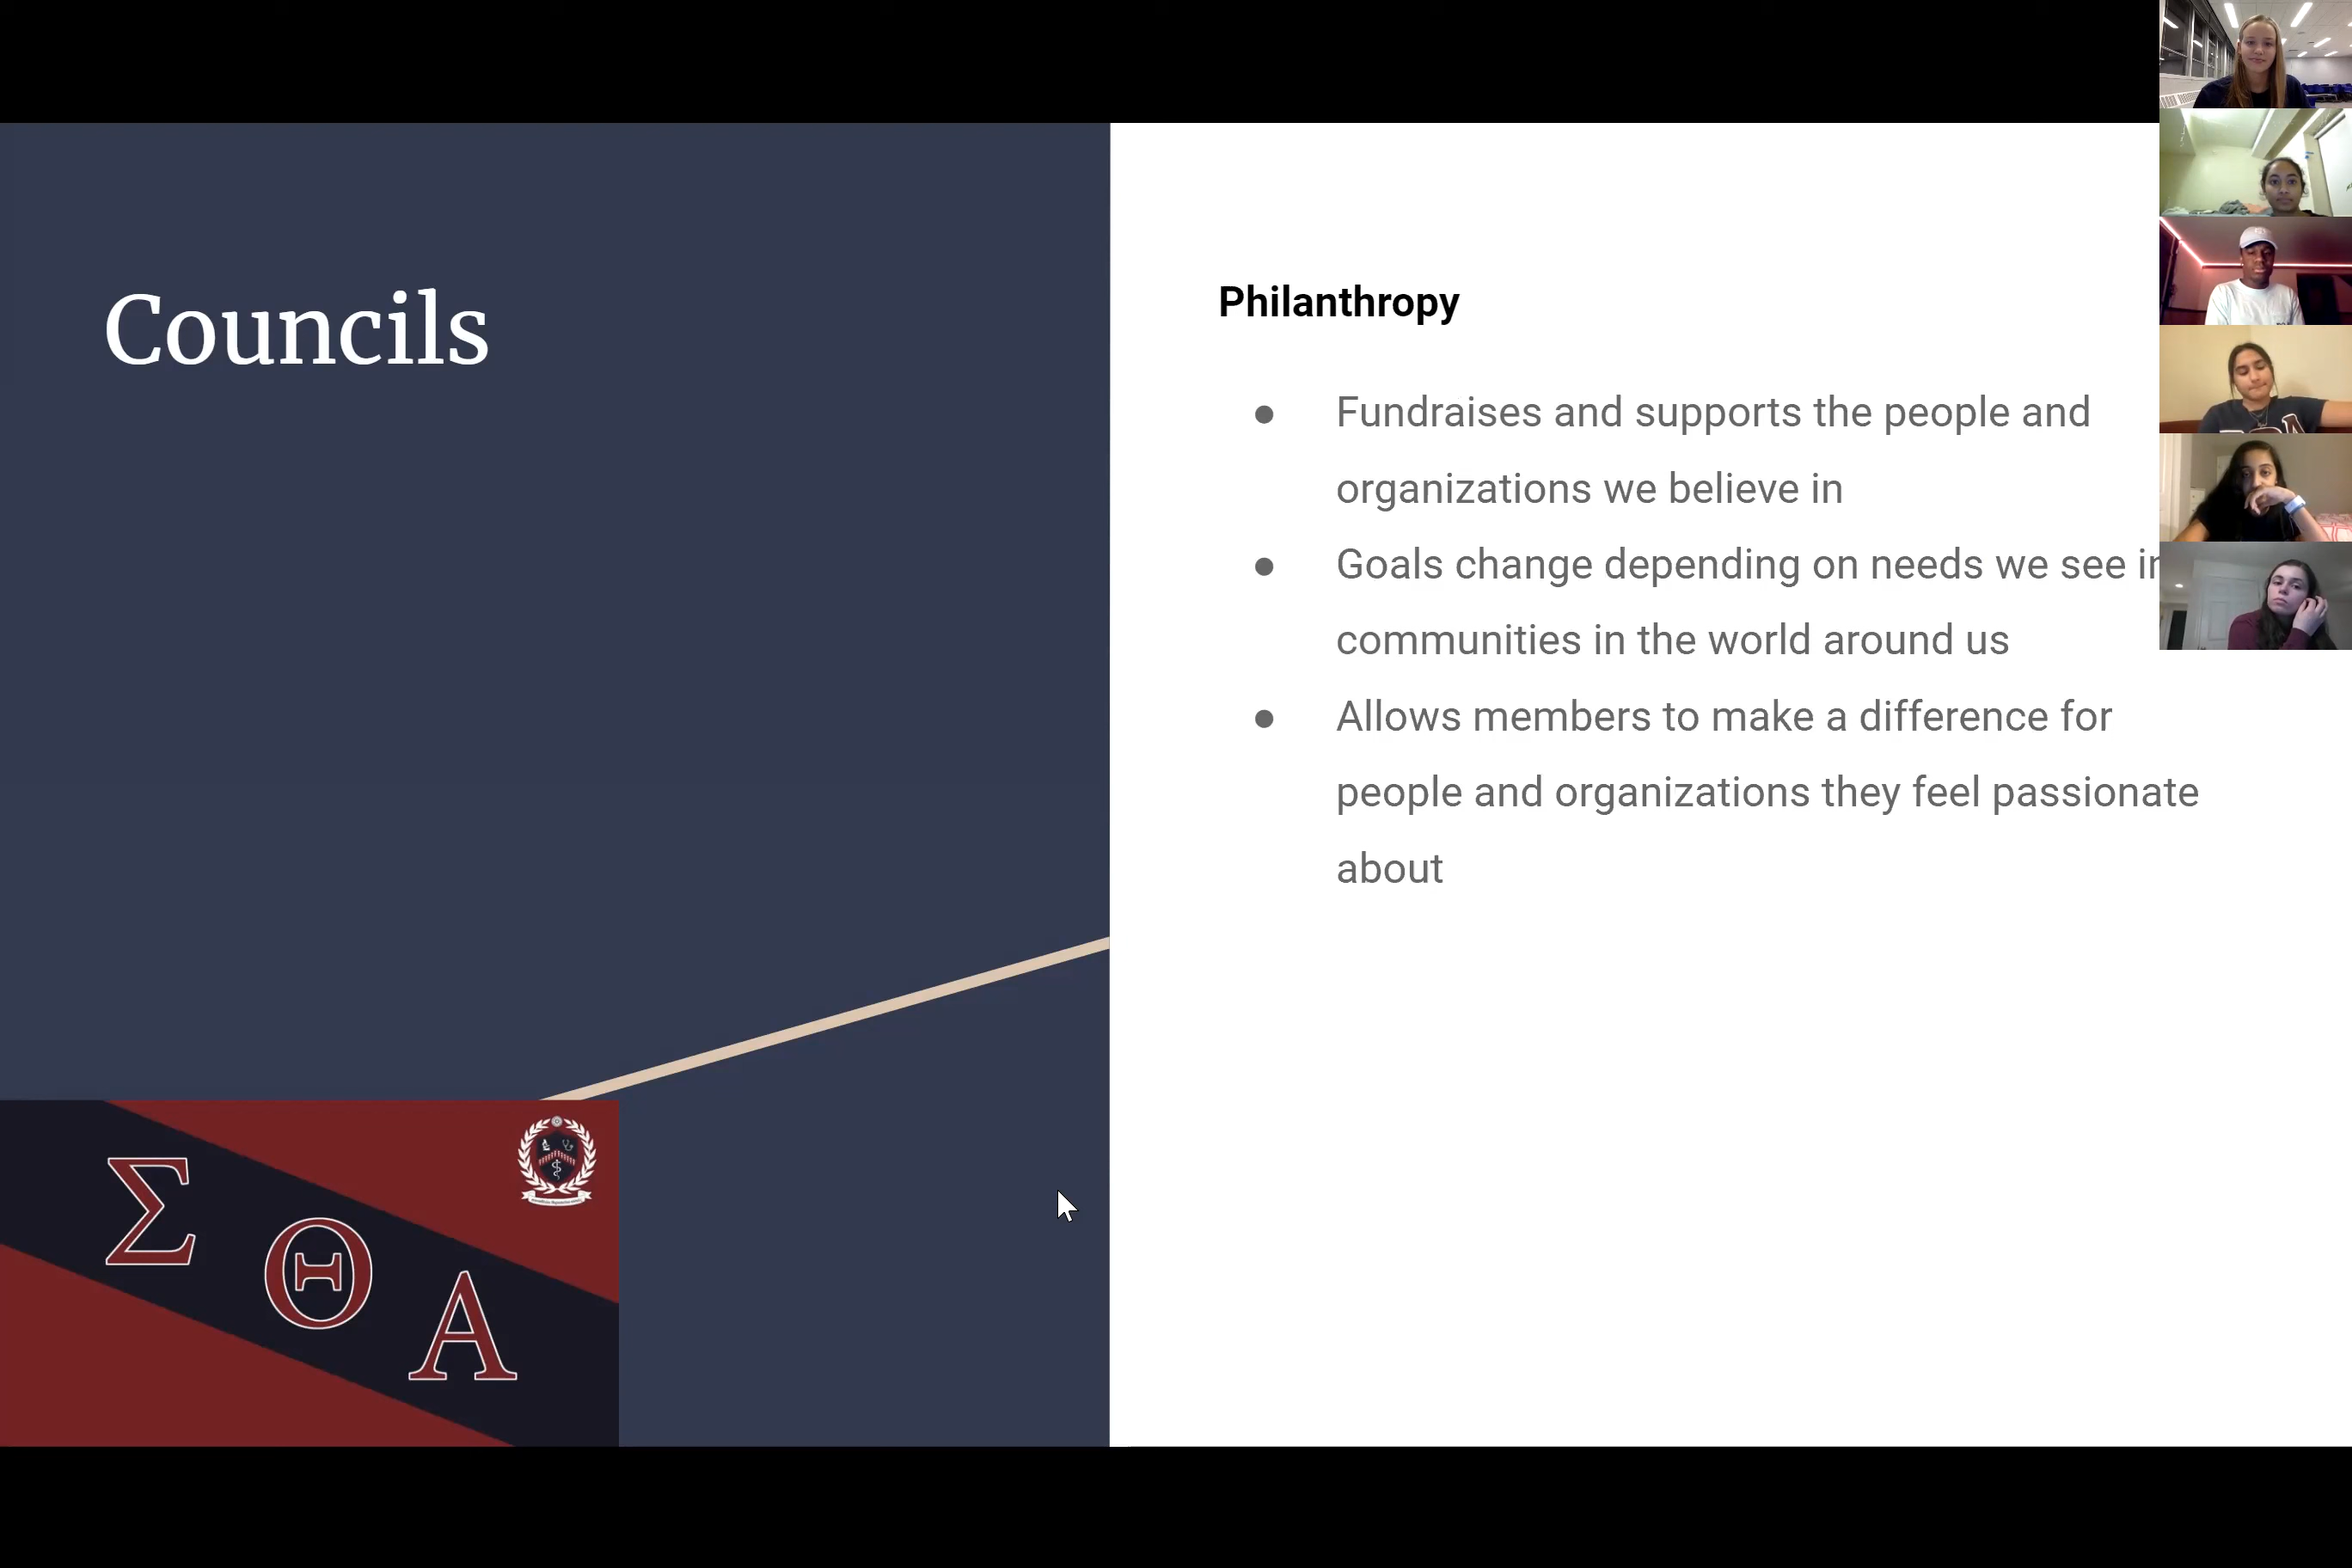 Councils
Philanthropy
● Fundraises and supports the people and
organizations we believe in
● Goals change depending on needs we see in
communities in the world around us
● Allows members to make a difference for
people and organizations they feel passionate
about
Σ
Θ
Α